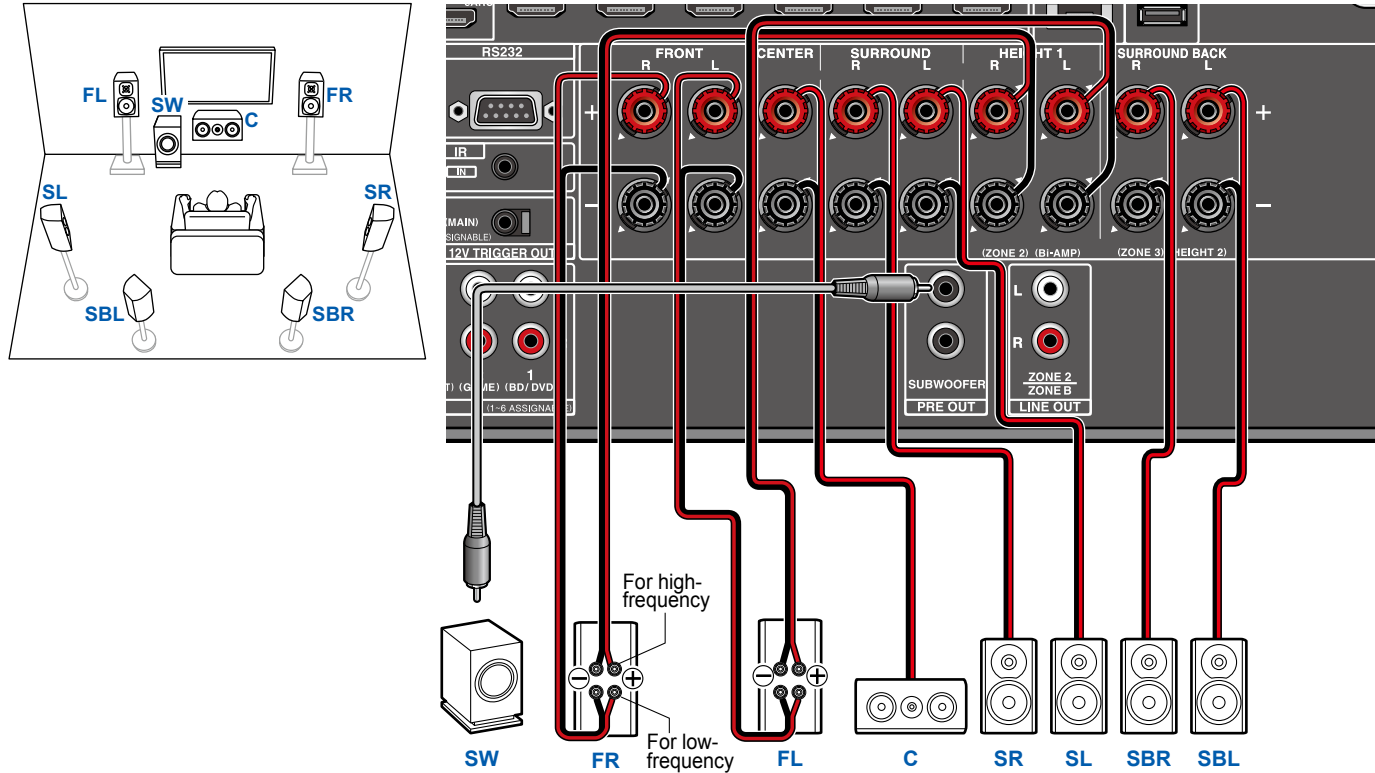 FL
SW
FR
C
SL
SR
SBL
SBR
RS232
FRONT
CENTER
SURROUND
HEIGHT 1
SURROUND BACK
R
L
R
L
R
L
R
L
+
+
IR
IN
−
−
(MAIN)
SIGNABLE)
12V TRIGGER OUT
(ZONE 2)
(Bi-AMP)
(ZONE 3)
HEIGHT 2)
L
R
1
T) (GAME) (BD/DVD
(1~6 ASSIGNABLE)
SUBWOOFER
PRE OUT
ZONE 2
ZONE B
LINE OUT
For high-
frequency
−
+
−
+
For low-
frequency
SW
FR
FL
C
SR
SL
SBR
SBL